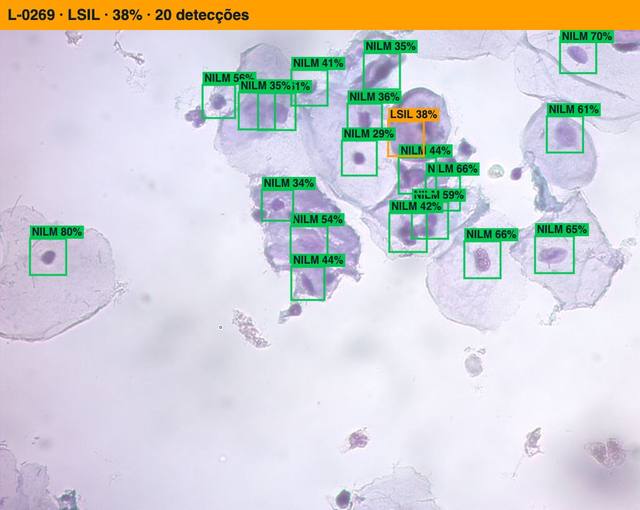 L-0269 · LSIL · 38% · 20 detecções
NILM 70%
NILM 35%
NILM 41%
NILM 56%
NILM 35%
1%
NILM 36%
NILM 61%
LSIL 38%
NILM 29%
NILM 44%
NILM 66%
NILM 34%
NILM 59%
NILM 42%
NILM 54%
NILM 80%
NILM 66%
NILM 65%
NILM 44%